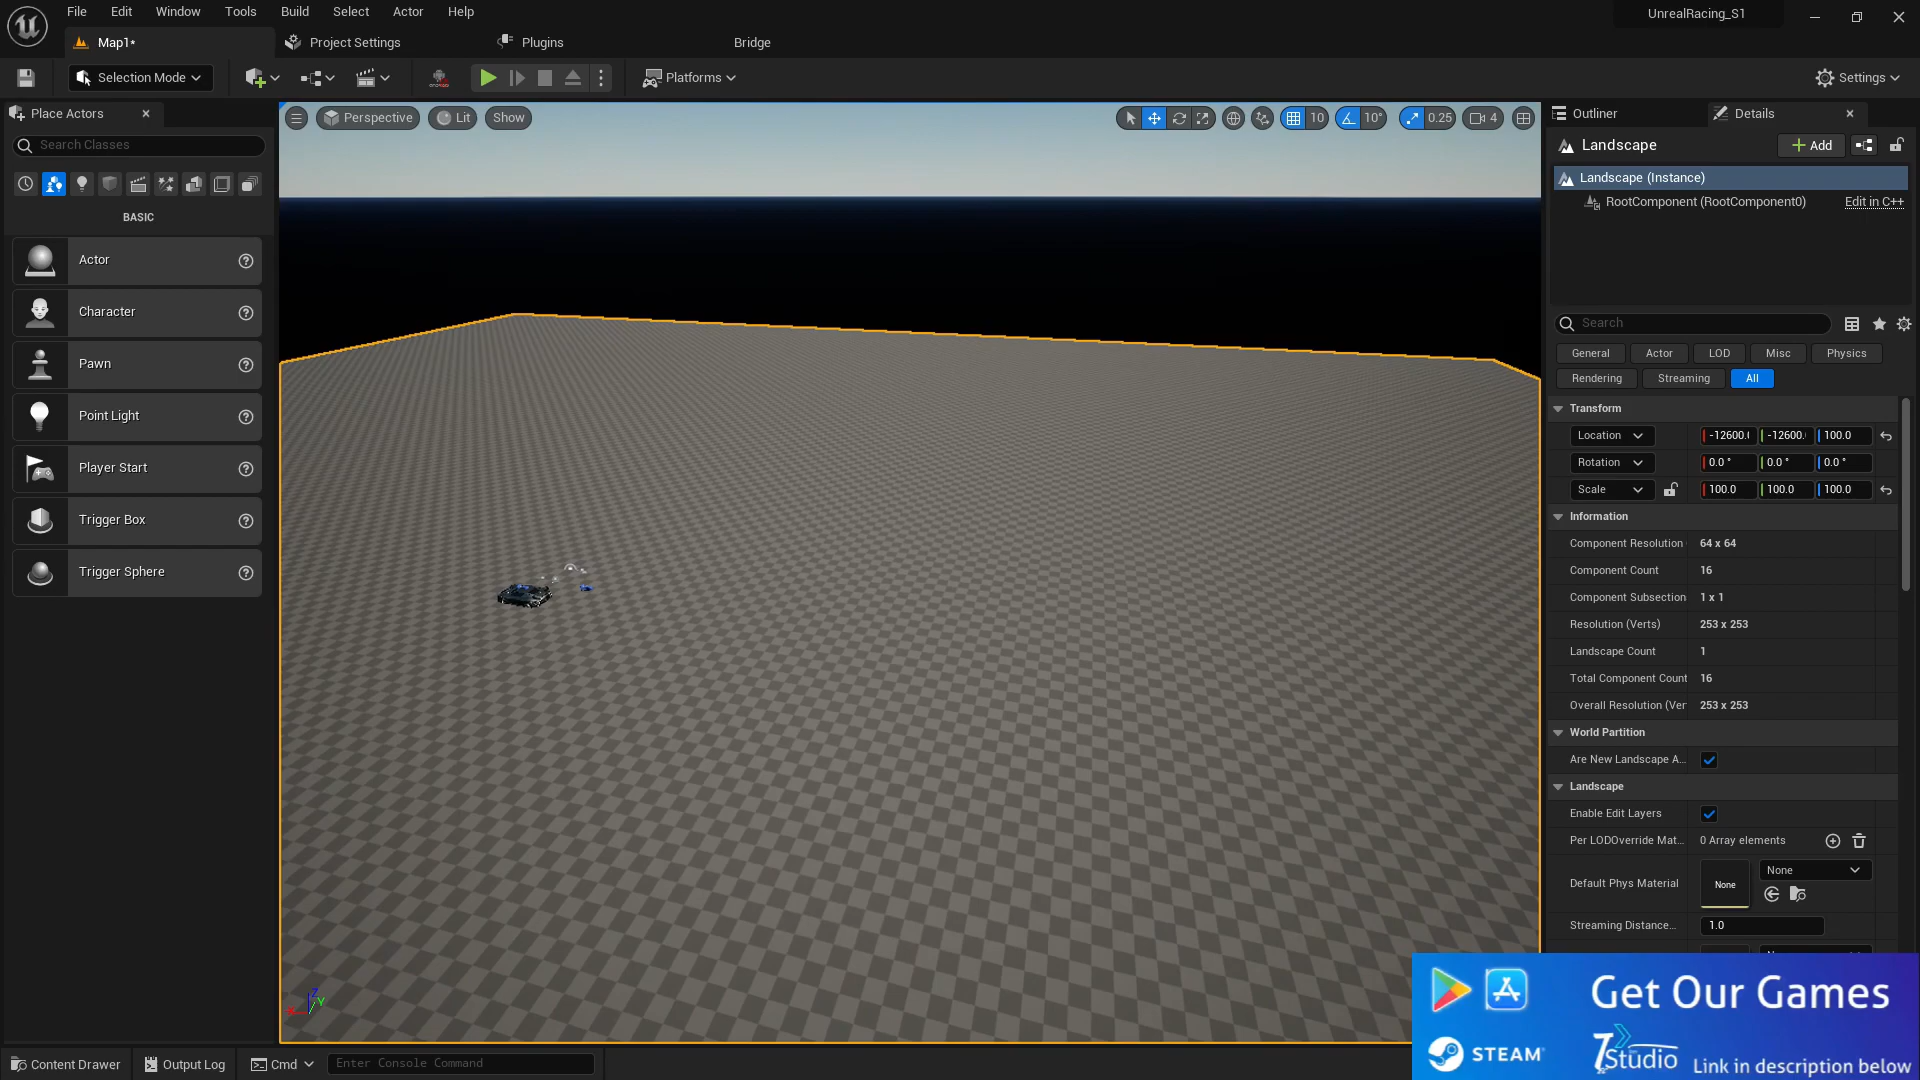 File
Edit
Window
Tools
Build
Select
Actor
Help
UnrealRacing_S1
Map1*
Project Settings
Plugins
Bridge
Selection Mode
Platforms
Settings
Place Actors
Search Classes
BASIC
Actor
Character
Pawn
Point Light
Player Start
Trigger Box
Trigger Sphere
Perspective
Lit
Show
10
10°
0.25
4
Outliner
Details
Landscape
Add
Landscape (Instance)
RootComponent (RootComponent0)
Edit in C++
Search
General
Actor
LOD
Misc
Physics
Rendering
Streaming
All
Transform
Location
-12600.
-12600.
100.0
Rotation
0.0 °
0.0 °
0.0 °
Scale
100.0
100.0
100.0
Information
Component Resolution
64 x 64
Component Count
16
Component Subsection
1 x 1
Resolution (Verts)
253 x 253
Landscape Count
1
Total Component Count
16
Overall Resolution (Ver
253 x 253
World Partition
Are New Landscape A...
Landscape
Enable Edit Layers
Per LODOverride Mat...
0 Array elements
Default Phys Material
None
None
Streaming Distance...
1.0
Z
Y
Content Drawer
Output Log
Cmd
Enter Console Command
Get Our Games
STEAM
7Studio
Link in description below